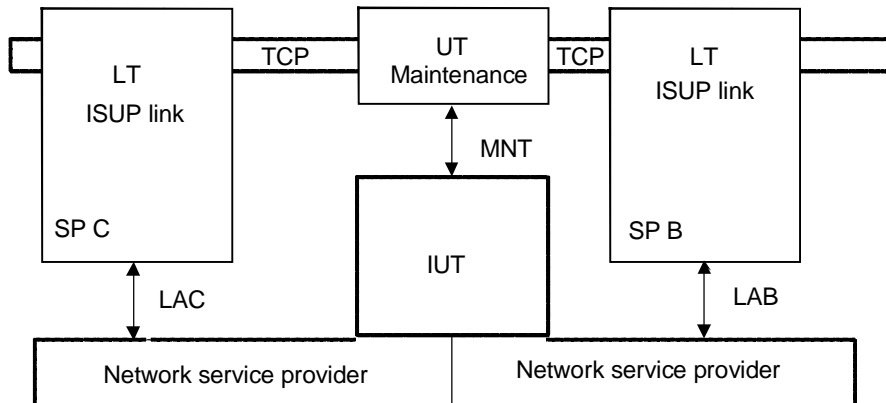 LT
ISUP link
SP C
TCP
UT
Maintenance
TCP
LT
ISUP link
SP B
MNT
IUT
LAC
LAB
Network service provider
Network service provider